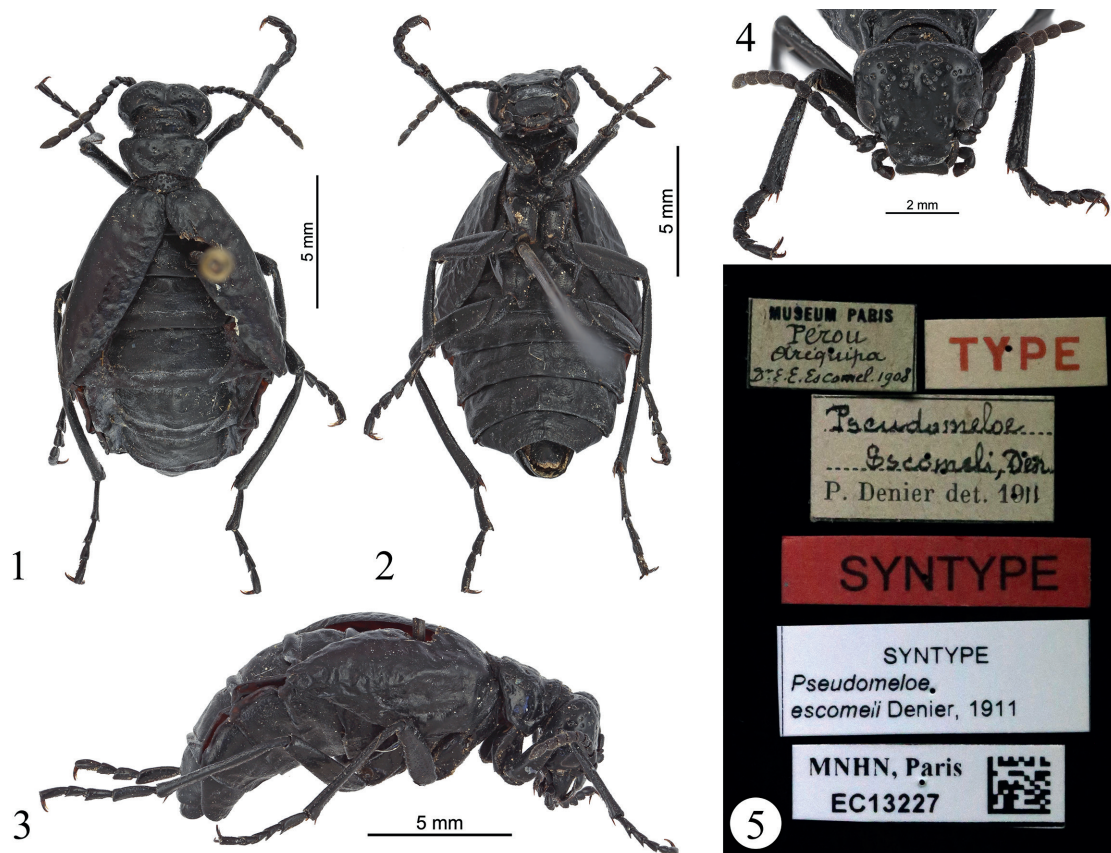 1
5 mm
2
5 mm
3
5 mm
4
2 mm
MUSEUM PARIS
Pérou
Aréquipa
Dr E. E. Escomel. 1908
TYPE
Pseudomeloe
Escomeli, Den.
P. Denier det. 1911
SYNTYPE
SYNTYPE
Pseudomeloe
escomeli Denier, 1911
MNHN, Paris
EC13227
5